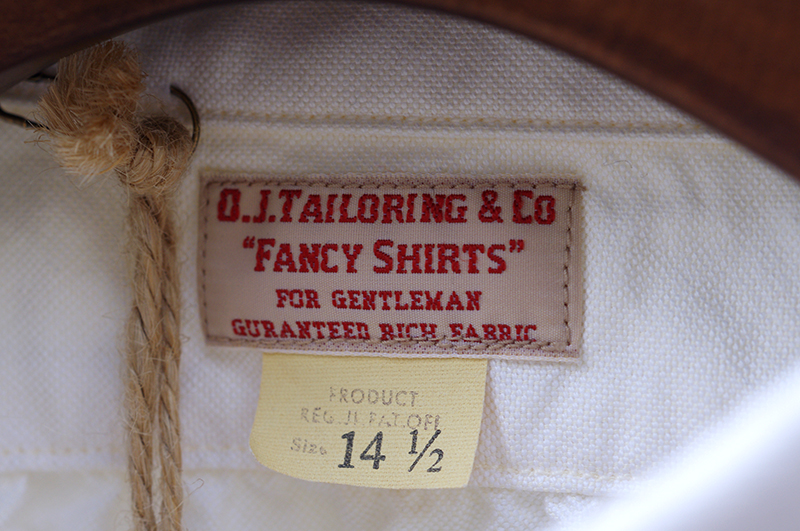 O.J.TAILORING & CO
“FANCY SHIRTS”
FOR GENTLEMAN
GURANTEED RICH FABRIC
PRODUCT
REG.U.PAT.OFF
Size 14 ½